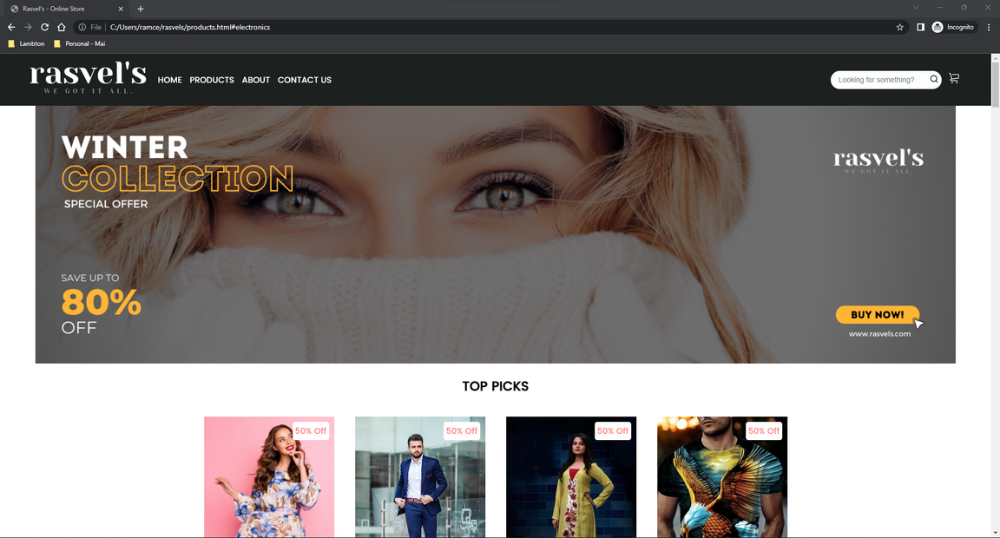 Rasvel's - Online Store
File C:/Users/ramce/rasvels/products.html#electronics
Incognito
Lambton Personal - Mai
rasvel's
WE GOT IT ALL.
HOME PRODUCTS ABOUT CONTACT US
Looking for something?
WINTER
COLLECTION
SPECIAL OFFER
rasvel's
WE GOT IT ALL.
SAVE UP TO
80%
OFF
BUY NOW!
www.rasvels.com
TOP PICKS
50% Off
50% Off
50% Off
50% Off